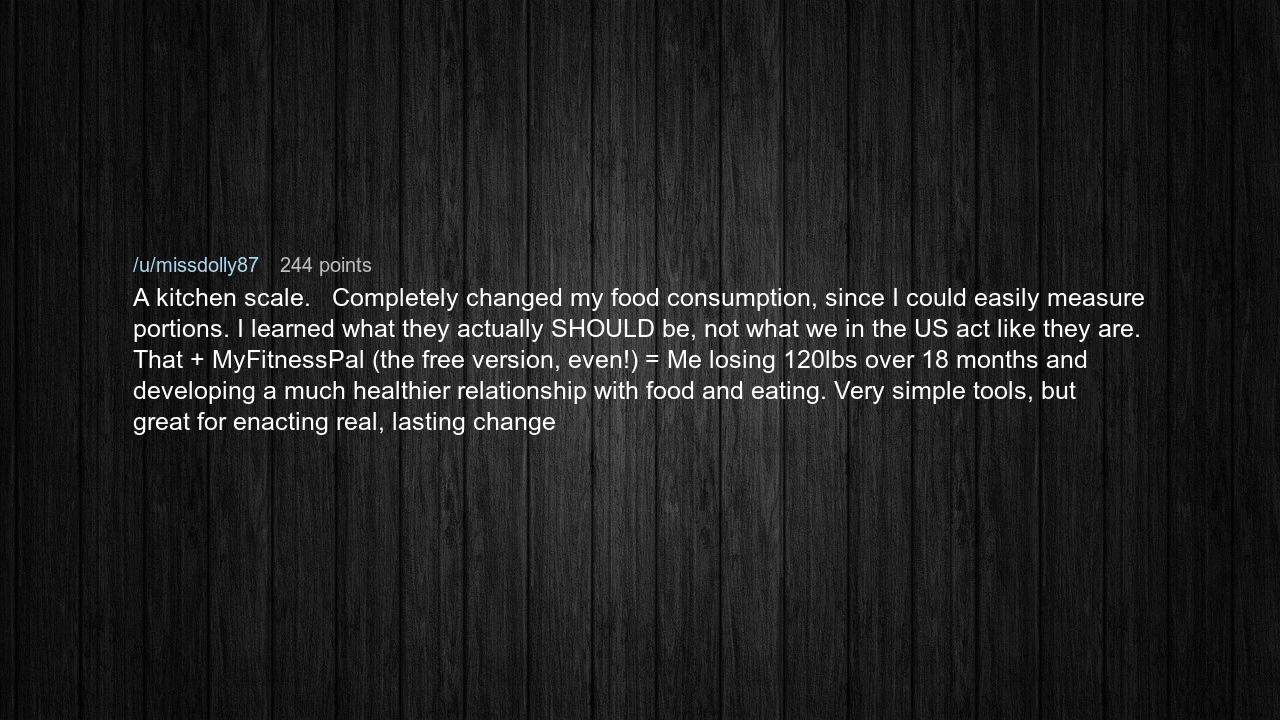 /u/missdolly87 244 points
A kitchen scale. Completely changed my food consumption, since I could easily measure
portions. I learned what they actually SHOULD be, not what we in the US act like they are.
That + MyFitnessPal (the free version, even!) = Me losing 120lbs over 18 months and
developing a much healthier relationship with food and eating. Very simple tools, but
great for enacting real, lasting change